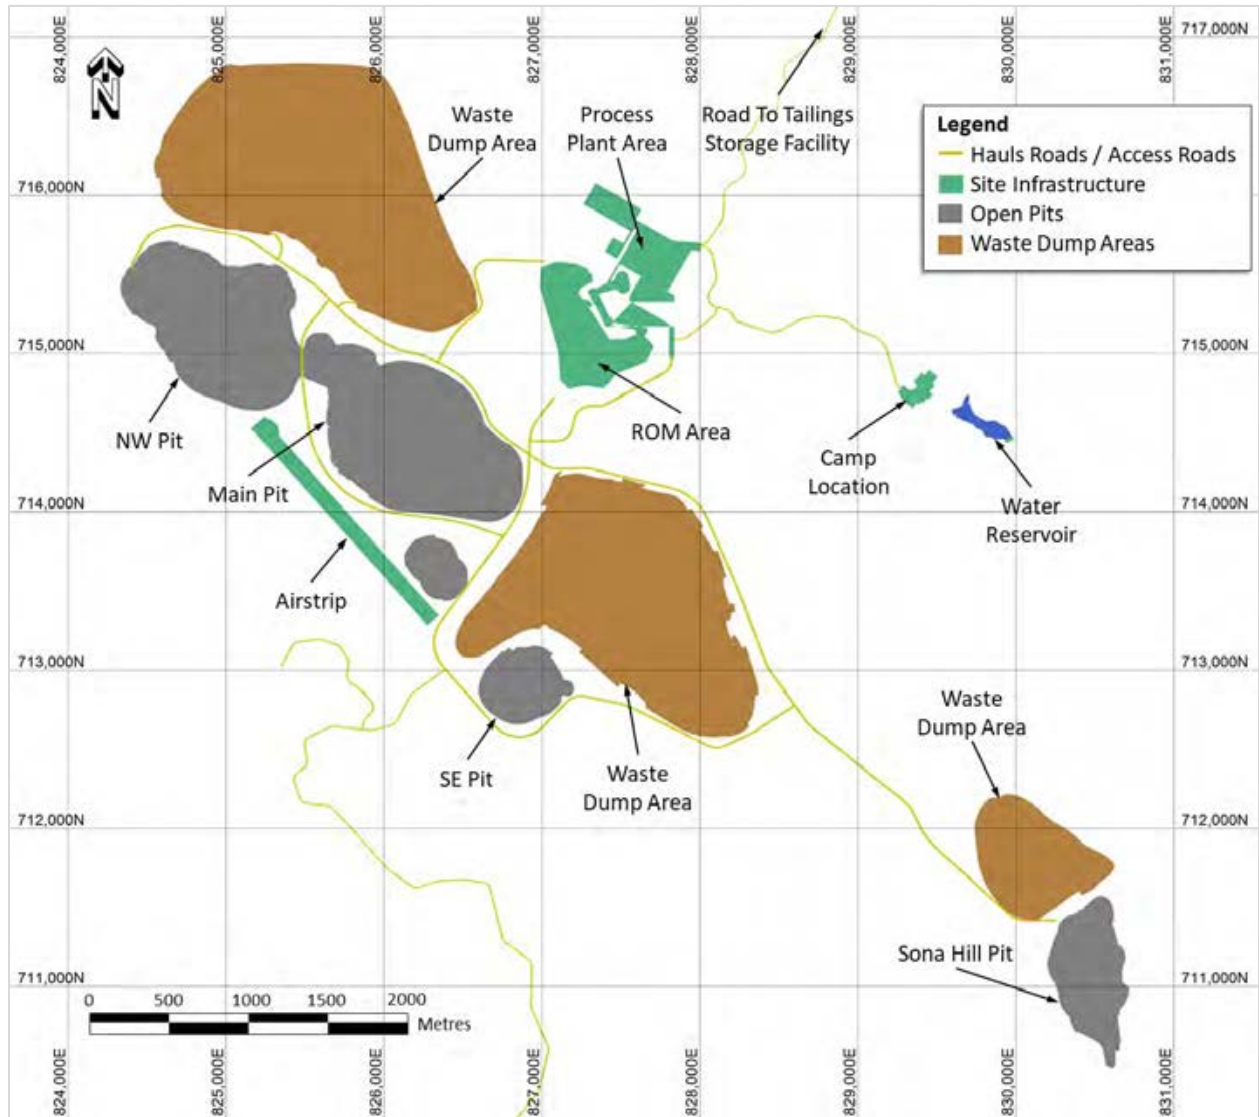 824,000E
825,000E
826,000E
827,000E
828,000E
829,000E
830,000E
831,000E
717,000N
N
Waste
Dump Area
Process
Plant Area
Road To Tailings
Storage Facility
Legend
Hauls Roads / Access Roads
Site Infrastructure
Open Pits
Waste Dump Areas
716,000N
716,000N
715,000N
715,000N
NW Pit
Main Pit
ROM Area
Camp
Location
Water
Reservoir
714,000N
714,000N
Airstrip
713,000N
713,000N
SE Pit
Waste
Dump Area
Waste
Dump Area
712,000N
712,000N
Sona Hill Pit
711,000N
711,000N
0 500 1000 1500 2000
Metres
824,000E
825,000E
826,000E
827,000E
828,000E
829,000E
830,000E
831,000E